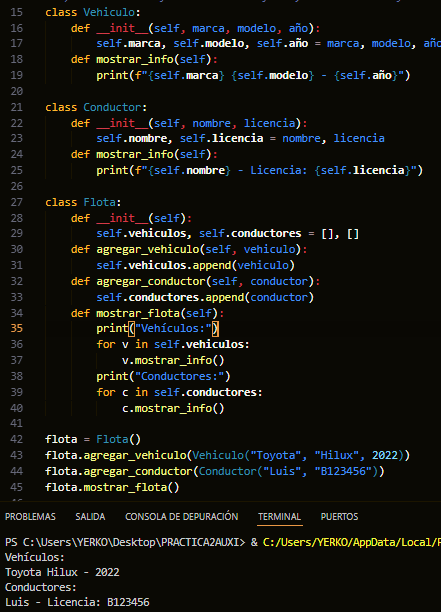 15 class Vehiculo:
16     def __init__(self, marca, modelo, año):
17         self.marca, self.modelo, self.año = marca, modelo, año
18     def mostrar_info(self):
19         print(f"{self.marca} {self.modelo} - {self.año}")
20
21 class Conductor:
22     def __init__(self, nombre, licencia):
23         self.nombre, self.licencia = nombre, licencia
24     def mostrar_info(self):
25         print(f"{self.nombre} - Licencia: {self.licencia}")
26
27 class Flota:
28     def __init__(self):
29         self.vehiculos, self.conductores = [], []
30     def agregar_vehiculo(self, vehiculo):
31         self.vehiculos.append(vehiculo)
32     def agregar_conductor(self, conductor):
33         self.conductores.append(conductor)
34     def mostrar_flota(self):
35         print("Vehículos:")
36         for v in self.vehiculos:
37             v.mostrar_info()
38         print("Conductores:")
39         for c in self.conductores:
40             c.mostrar_info()
41
42 flota = Flota()
43 flota.agregar_vehiculo(Vehiculo("Toyota", "Hilux", 2022))
44 flota.agregar_conductor(Conductor("Luis", "B123456"))
45 flota.mostrar_flota()
PROBLEMAS SALIDA CONSOLA DE DEPURACIÓN TERMINAL PUERTOS
PS C:\Users\YERKO\Desktop\PRACTICA2AUXI> & C:/Users/YERKO/AppData/Local/
Vehículos:
Toyota Hilux - 2022
Conductores:
Luis - Licencia: B123456